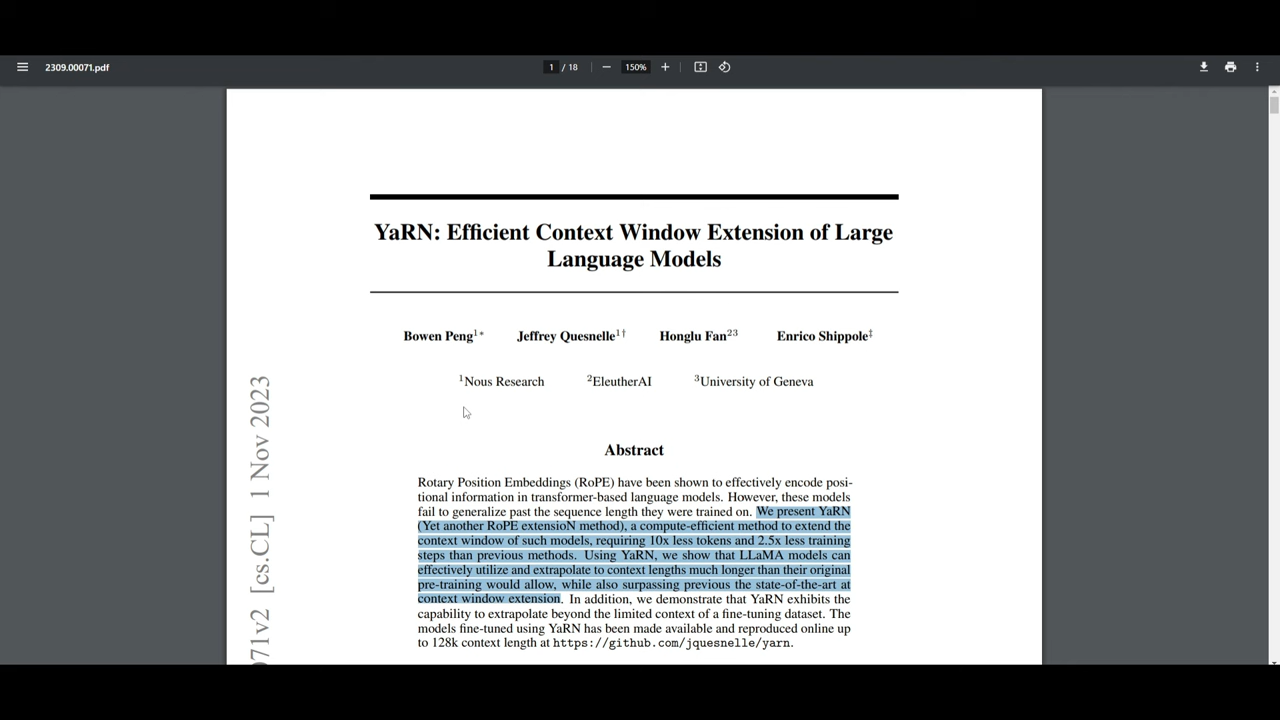 2309.00071.pdf
1 / 18
150%
YaRN: Efficient Context Window Extension of Large
Language Models
Bowen Peng1∗ Jeffrey Quesnelle1† Honglu Fan23 Enrico Shippole‡
1Nous Research 2EleutherAI 3University of Geneva
071v2 [cs.CL] 1 Nov 2023
Abstract
Rotary Position Embeddings (RoPE) have been shown to effectively encode posi-
tional information in transformer-based language models. However, these models
fail to generalize past the sequence length they were trained on. We present YaRN
(Yet another RoPE extensioN method), a compute-efficient method to extend the
context window of such models, requiring 10x less tokens and 2.5x less training
steps than previous methods. Using YaRN, we show that LLaMA models can
effectively utilize and extrapolate to context lengths much longer than their original
pre-training would allow, while also surpassing previous the state-of-the-art at
context window extension. In addition, we demonstrate that YaRN exhibits the
capability to extrapolate beyond the limited context of a fine-tuning dataset. The
models fine-tuned using YaRN has been made available and reproduced online up
to 128k context length at https://github.com/jquesnelle/yarn.